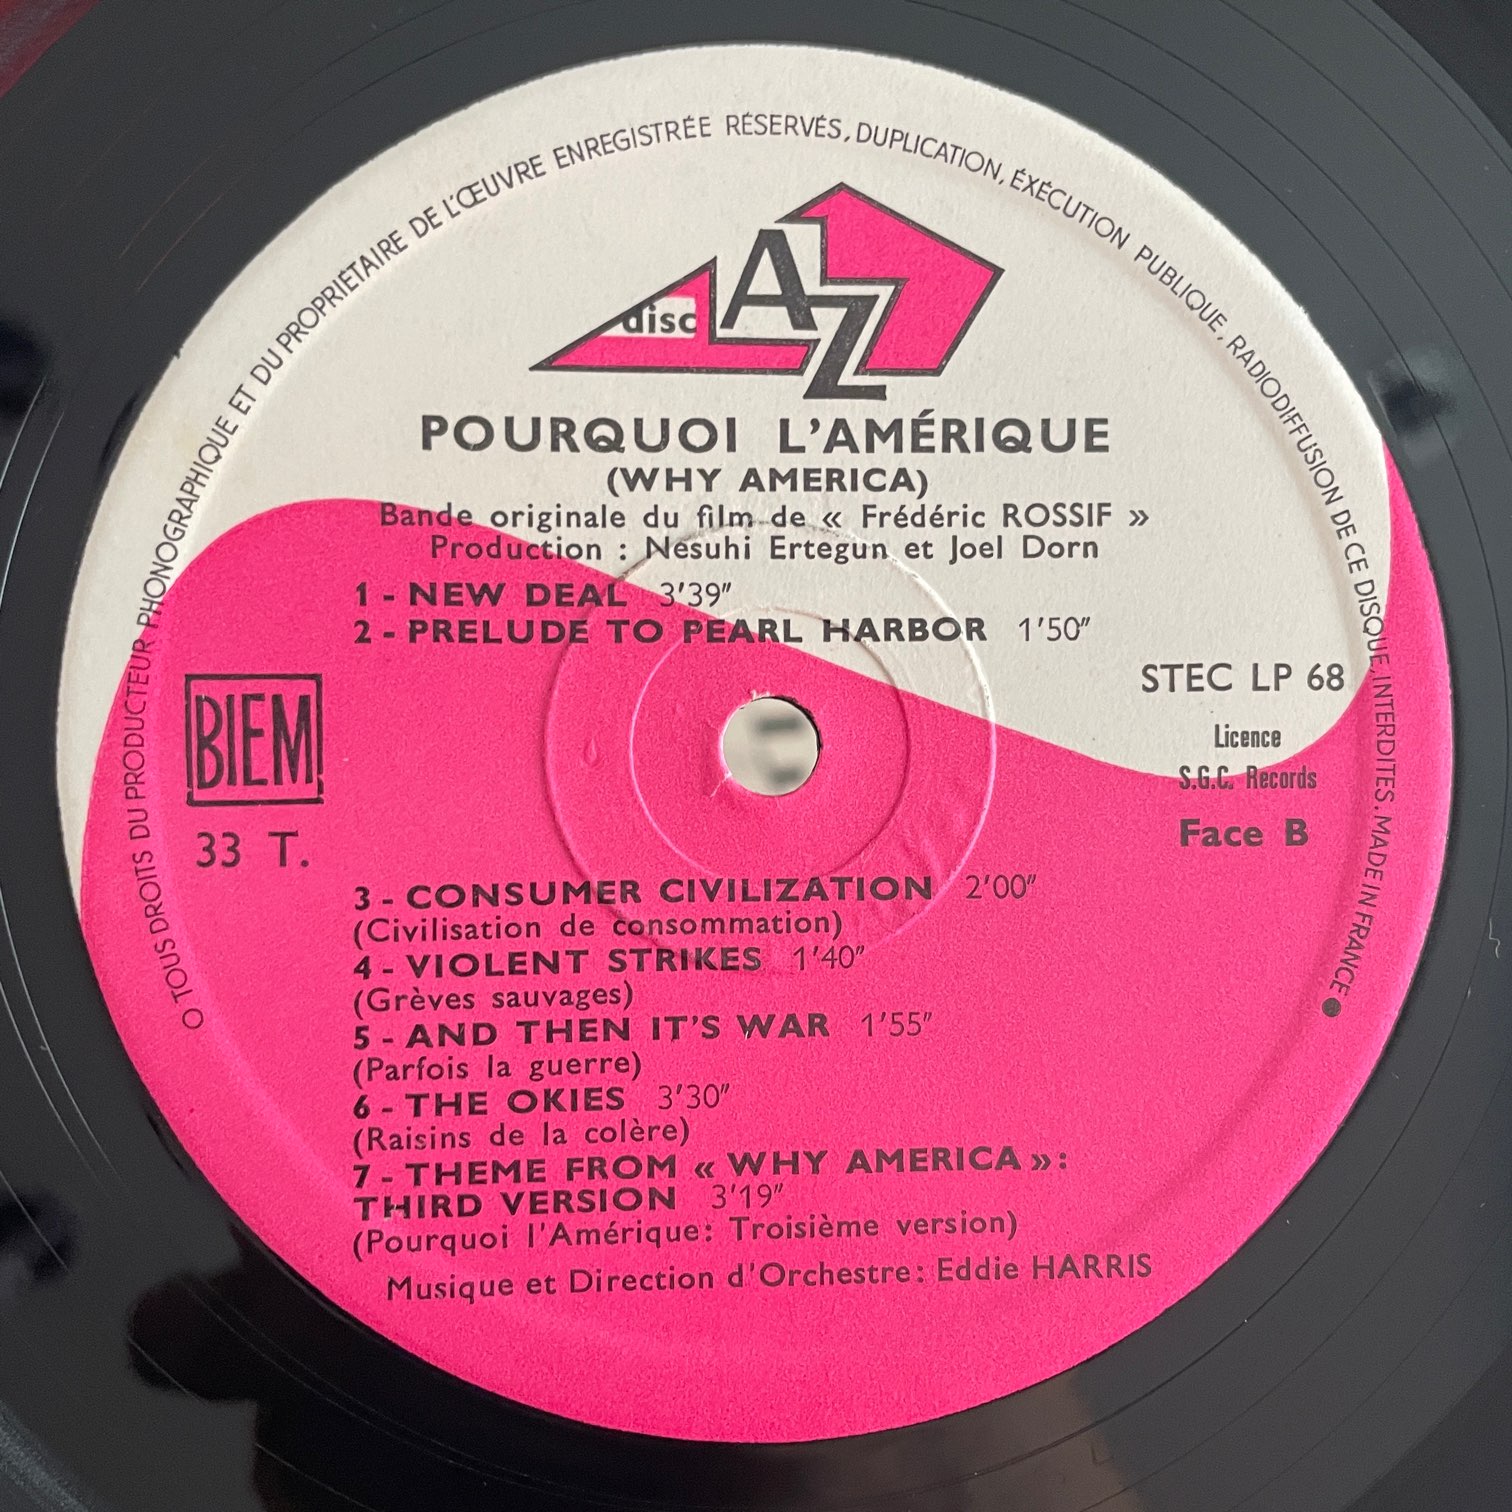 O TOUS DROITS DU PRODUCTEUR PHONOGRAPHIQUE ET DU PROPRIÉTAIRE DE L'ŒUVRE ENREGISTRÉE RÉSERVÉS, DUPLICATION, ÉXÉCUTION PUBLIQUE, RADIODIFFUSION DE CE DISQUE, INTERDITES. MADE IN FRANCE ●
disc AZ
POURQUOI L'AMÉRIQUE
(WHY AMERICA)
Bande originale du film de « Frédéric ROSSIF »
Production : Nesuhi Ertegun et Joel Dorn
1 - NEW DEAL 3'39"
2 - PRELUDE TO PEARL HARBOR 1'50"
BIEM
33 T.
STEC LP 68
Licence
S.G.C. Records
Face B
3 - CONSUMER CIVILIZATION 2'00"
(Civilisation de consommation)
4 - VIOLENT STRIKES 1'40"
(Grèves sauvages)
5 - AND THEN IT'S WAR 1'55"
(Parfois la guerre)
6 - THE OKIES 3'30"
(Raisins de la colère)
7 - THEME FROM « WHY AMERICA » :
THIRD VERSION 3'19"
(Pourquoi l'Amérique: Troisième version)
Musique et Direction d'Orchestre: Eddie HARRIS